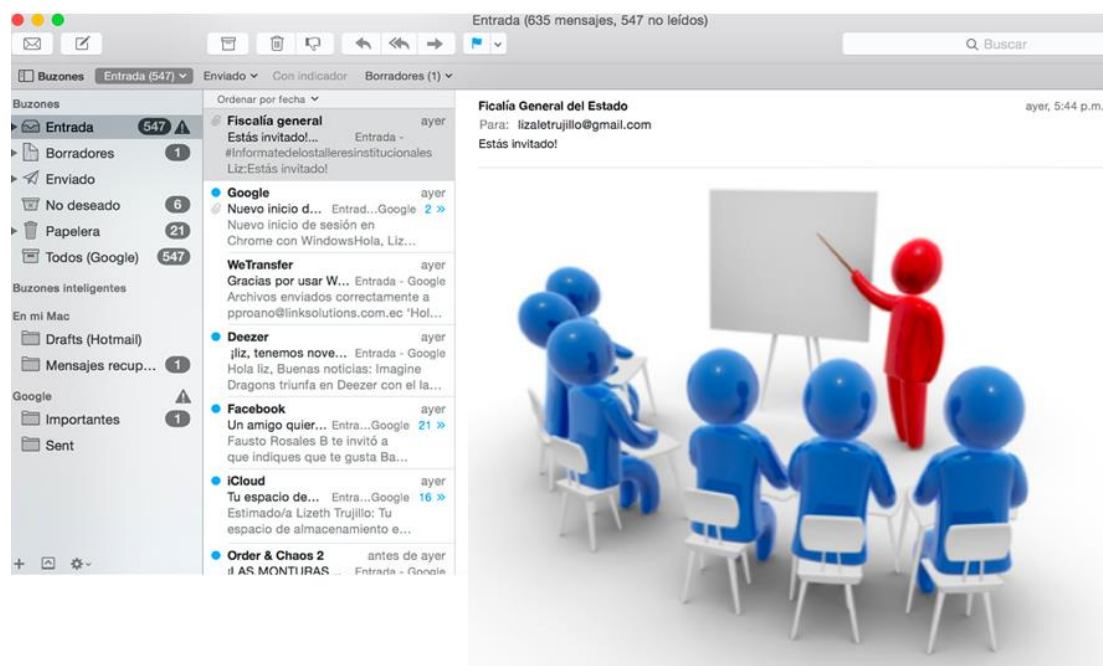 Entrada (635 mensajes, 547 no leídos)
Buscar
Buzones Entrada (547) Enviado Con indicador Borradores (1)
Buzones
Entrada 547
Borradores 1
Enviado
No deseado 6
Papelera 21
Todos (Google) 547
Buzones inteligentes
En mi Mac
Drafts (Hotmail)
Mensajes recup... 1
Google
Importantes 1
Sent
Ordenar por fecha
Fiscalía general ayer
Estás invitado!... Entrada -
#Informatedelostalleresinstitucionales
Liz:Estás invitado!
Google ayer
Nuevo inicio d... Entrad...Google 2 »
Nuevo inicio de sesión en
Chrome con WindowsHola, Liz...
WeTransfer ayer
Gracias por usar W... Entrada - Google
Archivos enviados correctamente a
pproano@linksolutions.com.ec 'Hol...
Deezer ayer
¡liz, tenemos nove... Entrada - Google
Hola liz, Buenas noticias: Imagine
Dragons triunfa en Deezer con el la...
Facebook ayer
Un amigo quier... Entra...Google 21 »
Fausto Rosales B te invitó a
que indiques que te gusta Ba...
iCloud ayer
Tu espacio de... Entra...Google 16 »
Estimado/a Lizeth Trujillo: Tu
espacio de almacenamiento e...
Order & Chaos 2 antes de ayer
¡LAS MONTURAS... Entrada - Google
Ficalía General del Estado ayer, 5:44 p.m.
Para: lizaletrujillo@gmail.com
Estás invitado!